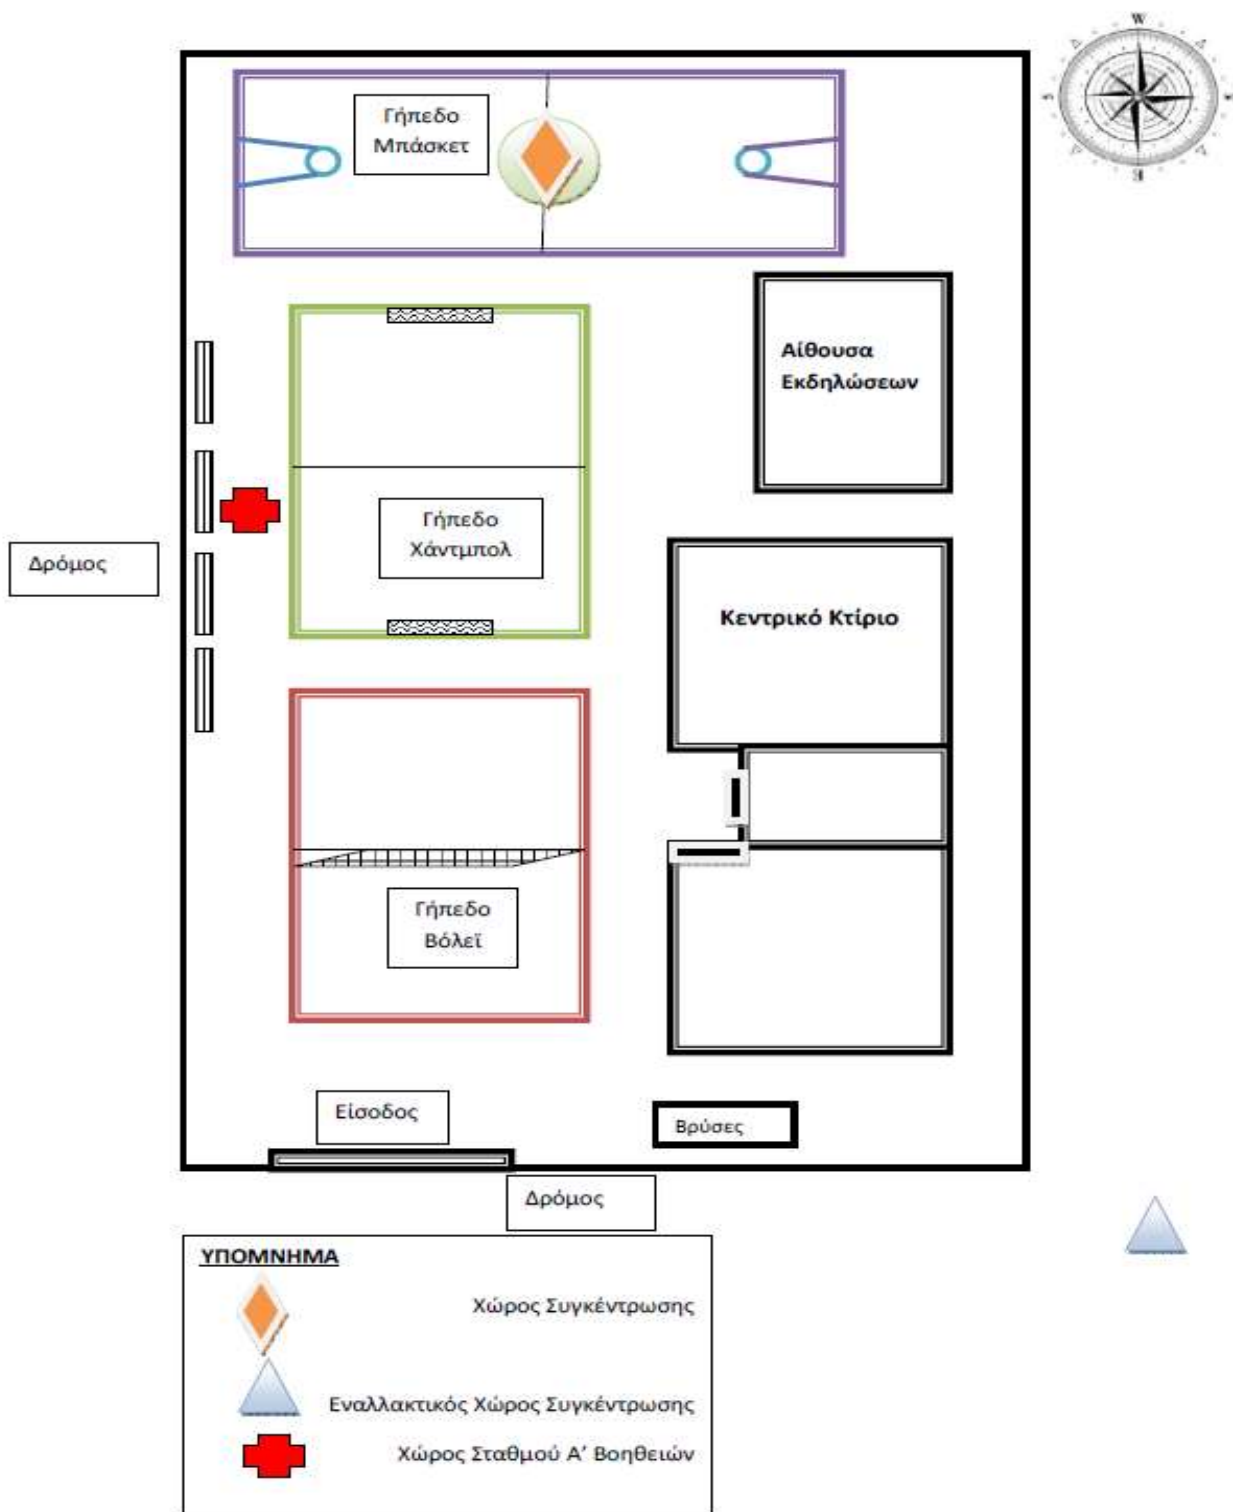 W
S
E
Γήπεδο
Μπάσκετ
Αίθουσα
Εκδηλώσεων
Γήπεδο
Χάντμπολ
Δρόμος
Κεντρικό Κτίριο
Γήπεδο
Βόλεϊ
Είσοδος
Βρύσες
Δρόμος
ΥΠΟΜΝΗΜΑ
Χώρος Συγκέντρωσης
Εναλλακτικός Χώρος Συγκέντρωσης
Χώρος Σταθμού Α' Βοηθειών